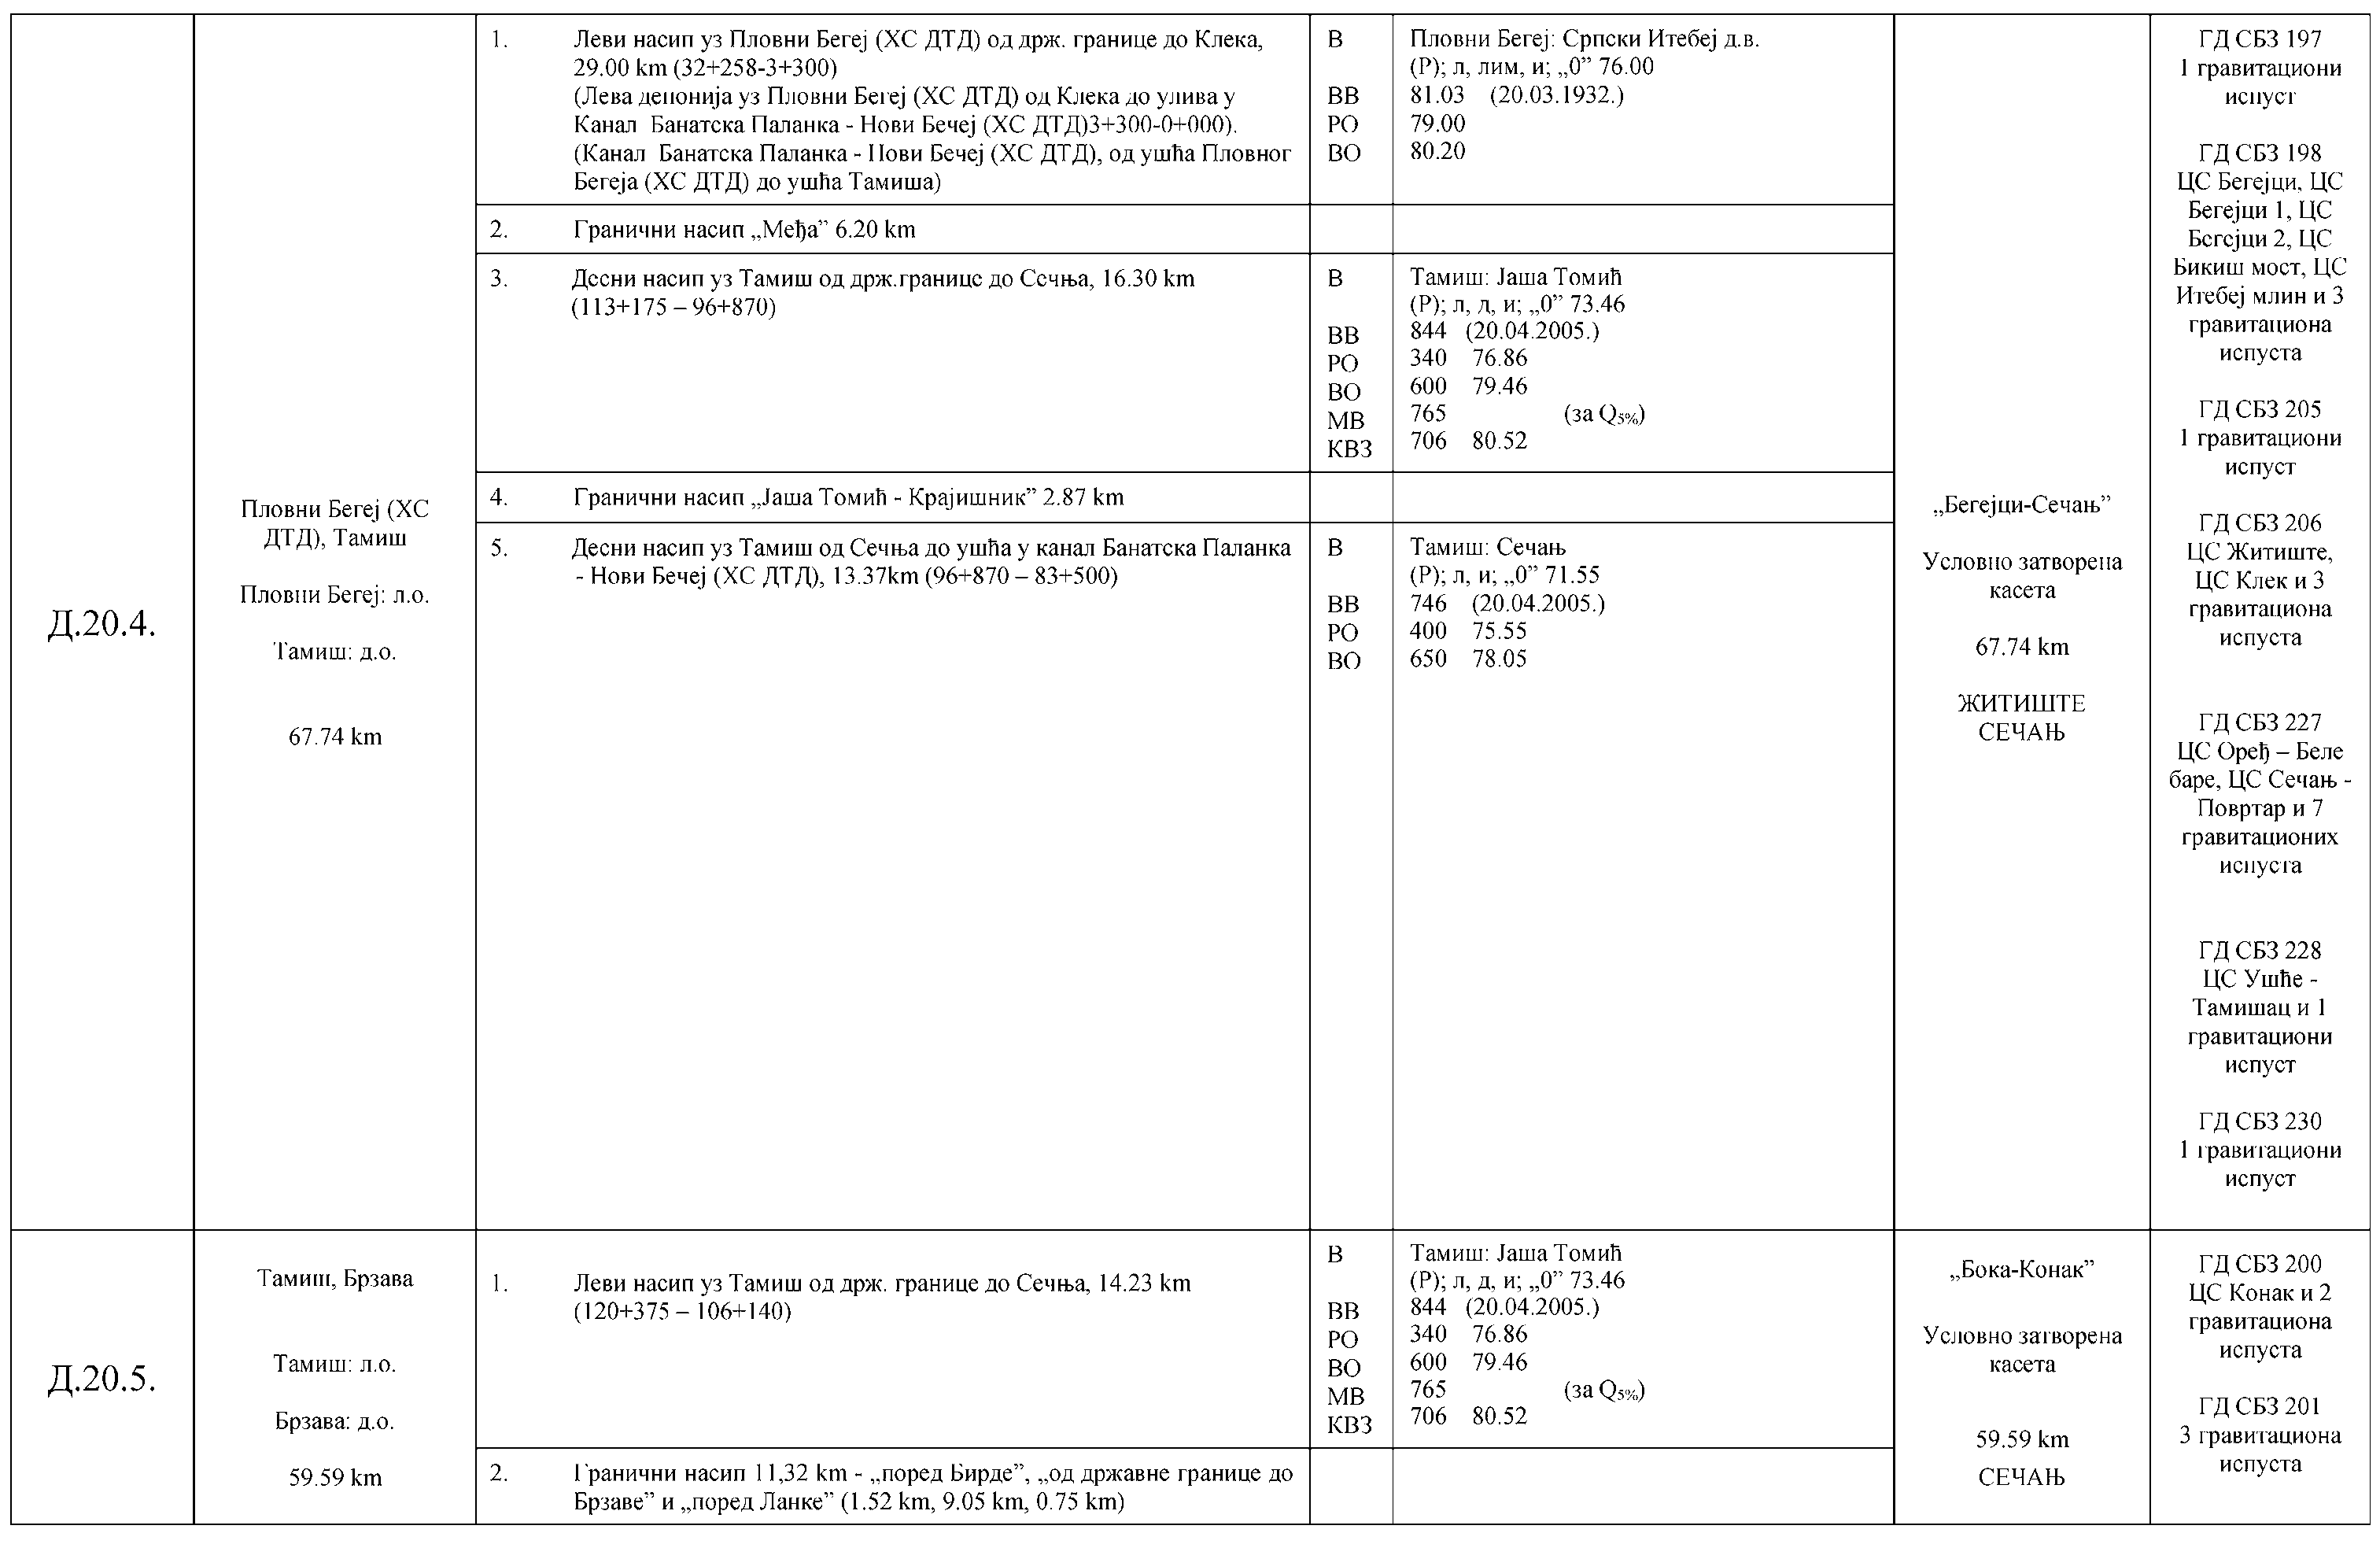 Д.20.4.
Пловни Бегеј (ХС
ДТД), Тамиш
Пловни Бегеј: л.о.
Тамиш: д.о.
67.74 km
1. Леви насип уз Пловни Бегеј (ХС ДТД) од држ. границе до Клека,
29.00 km (32+258-3+300)
(Лева депонија уз Пловни Бегеј (ХС ДТД) од Клека до улива у
Канал Банатска Паланка - Нови Бечеј (ХС ДТД)3+300-0+000).
(Канал Банатска Паланка - Нови Бечеј (ХС ДТД), од ушћа Пловног
Бегеја (ХС ДТД) до ушћа Тамиша)
В Пловни Бегеј: Српски Итебеј д.в.
(Р); л, лим, и; „0” 76.00
ВВ 81.03 (20.03.1932.)
РО 79.00
ВО 80.20
2. Гранични насип „Међа” 6.20 km
3. Десни насип уз Тамиш од држ.границе до Сечња, 16.30 km
(113+175 – 96+870)
В Тамиш: Јаша Томић
(Р); л, д, и; „0” 73.46
ВВ 844 (20.04.2005.)
РО 340 76.86
ВО 600 79.46
МВ 765 (за Q5%)
КВЗ 706 80.52
4. Гранични насип „Јаша Томић - Крајишник” 2.87 km
5. Десни насип уз Тамиш од Сечња до ушћа у канал Банатска Паланка
- Нови Бечеј (ХС ДТД), 13.37km (96+870 – 83+500)
В Тамиш: Сечањ
(Р); л, и; „0” 71.55
ВВ 746 (20.04.2005.)
РО 400 75.55
ВО 650 78.05
„Бегејци-Сечањ”
Условно затворена
касета
67.74 km
ЖИТИШТЕ
СЕЧАЊ
ГД СБЗ 197
1 гравитациони
испуст
ГД СБЗ 198
ЦС Бегејци, ЦС
Бегејци 1, ЦС
Бегејци 2, ЦС
Бикиш мост, ЦС
Итебеј млин и 3
гравитациона
испуста
ГД СБЗ 205
1 гравитациони
испуст
ГД СБЗ 206
ЦС Житиште,
ЦС Клек и 3
гравитациона
испуста
ГД СБЗ 227
ЦС Оређ – Беле
баре, ЦС Сечањ -
Повртар и 7
гравитационих
испуста
ГД СБЗ 228
ЦС Ушће -
Тамишац и 1
гравитациони
испуст
ГД СБЗ 230
1 гравитациони
испуст
Д.20.5.
Тамиш, Брзава
Тамиш: л.о.
Брзава: д.о.
59.59 km
1. Леви насип уз Тамиш од држ. границе до Сечња, 14.23 km
(120+375 – 106+140)
В Тамиш: Јаша Томић
(Р); л, д, и; „0” 73.46
ВВ 844 (20.04.2005.)
РО 340 76.86
ВО 600 79.46
МВ 765 (за Q5%)
КВЗ 706 80.52
2. Гранични насип 11,32 km - „поред Бирде”, „од државне границе до
Брзаве” и „поред Ланке” (1.52 km, 9.05 km, 0.75 km)
„Бока-Конак”
Условно затворена
касета
59.59 km
СЕЧАЊ
ГД СБЗ 200
ЦС Конак и 2
гравитациона
испуста
ГД СБЗ 201
3 гравитациона
испуста